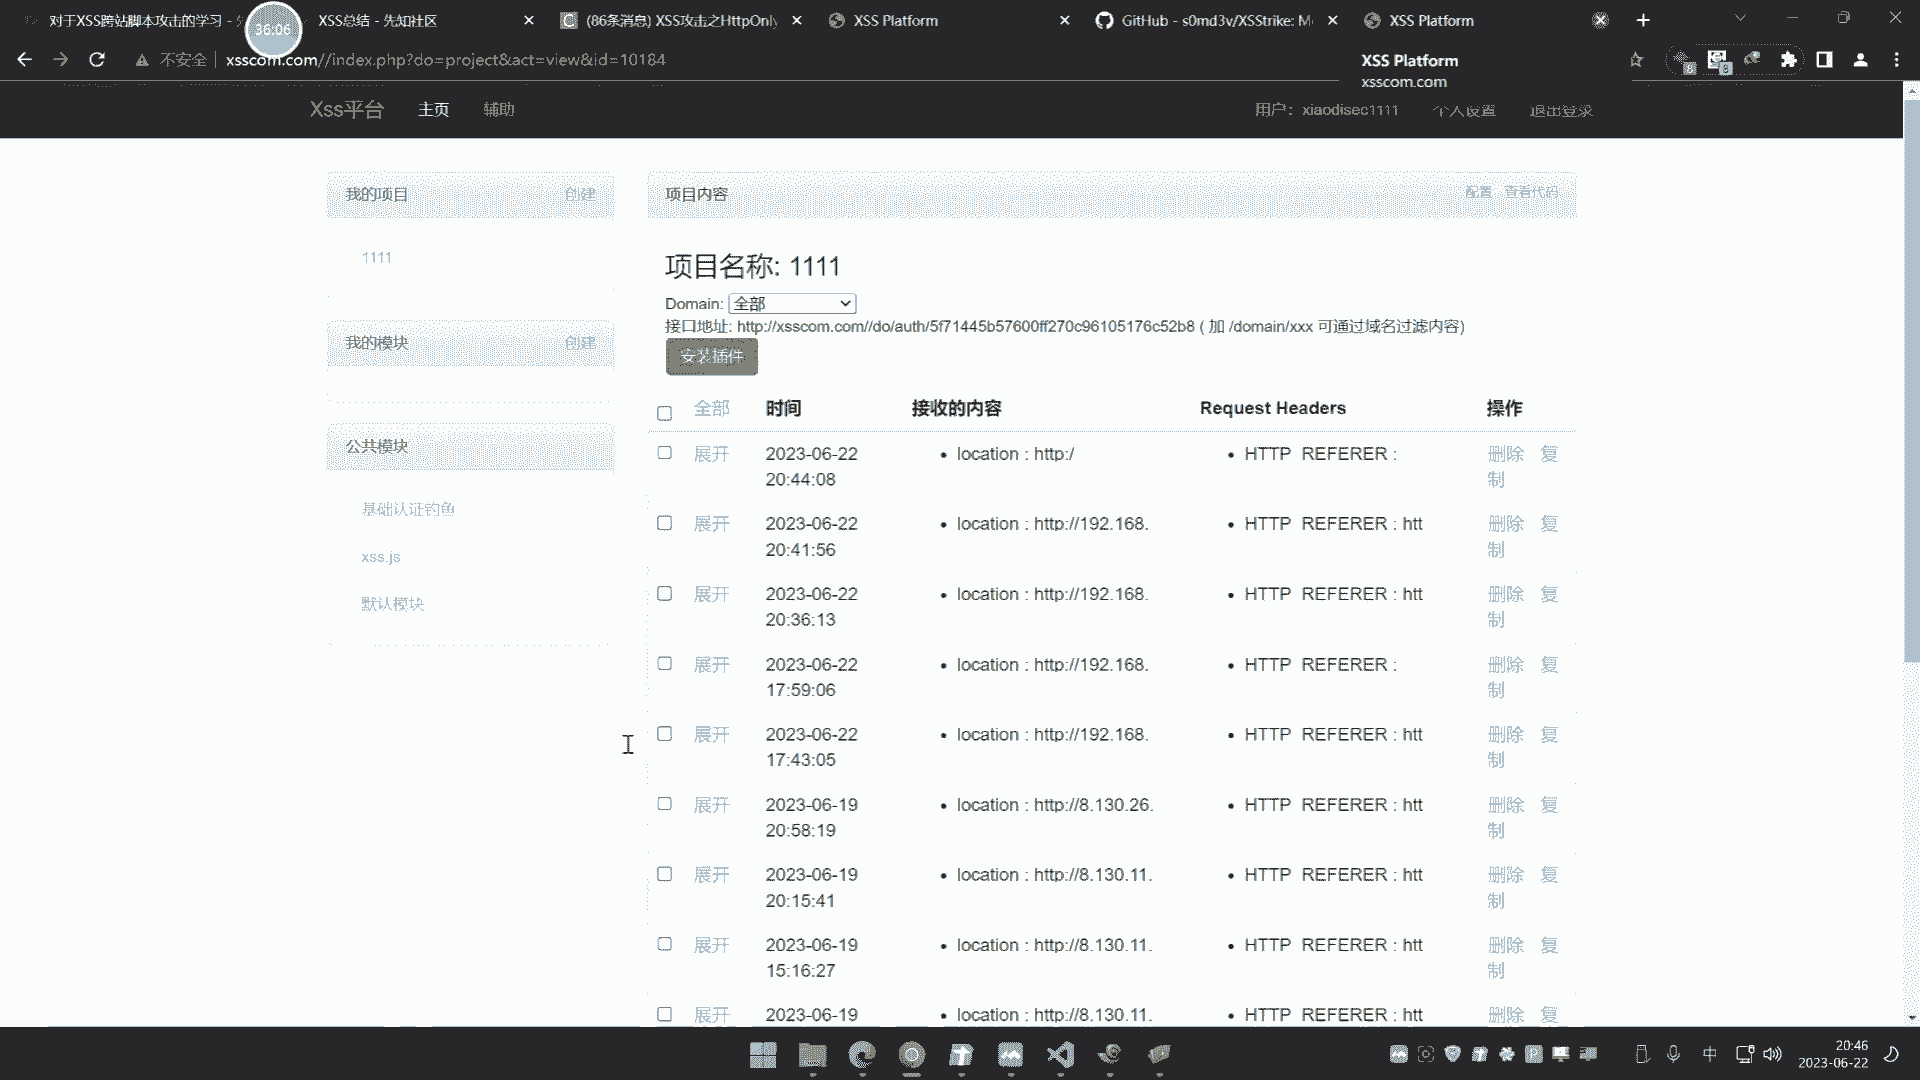 对于XSS跨站脚本攻击的学习 -
36:06
XSS总结 - 先知社区
(86条消息) XSS攻击之HttpOnly
XSS Platform
GitHub - s0md3v/XSStrike: M
XSS Platform
不安全
xsscom.com//index.php?do=project&act=view&id=10184
XSS Platform
xsscom.com
8
8
Xss平台
主页
辅助
用户: xiaodisec1111
个人设置
退出登录
我的项目
创建
1111
我的模块
创建
公共模块
基础认证钓鱼
xss.js
默认模块
项目内容
配置
查看代码
项目名称: 1111
Domain: 全部
接口地址: http://xsscom.com//do/auth/5f71445b57600ff270c96105176c52b8 ( 加 /domain/xxx 可通过域名过滤内容)
安装插件
全部 时间 接收的内容 Request Headers 操作
展开 2023-06-22 20:44:08 • location : http:/ • HTTP_REFERER : 删除 复制
展开 2023-06-22 20:41:56 • location : http://192.168. • HTTP_REFERER : htt 删除 复制
展开 2023-06-22 20:36:13 • location : http://192.168. • HTTP_REFERER : htt 删除 复制
展开 2023-06-22 17:59:06 • location : http://192.168. • HTTP_REFERER : 删除 复制
展开 2023-06-22 17:43:05 • location : http://192.168. • HTTP_REFERER : htt 删除 复制
展开 2023-06-19 20:58:19 • location : http://8.130.26. • HTTP_REFERER : htt 删除 复制
展开 2023-06-19 20:15:41 • location : http://8.130.11. • HTTP_REFERER : htt 删除 复制
展开 2023-06-19 15:16:27 • location : http://8.130.11. • HTTP_REFERER : htt 删除 复制
展开 2023-06-19 • location : http://8.130.11. • HTTP_REFERER : htt 删除 复
中
20:46
2023-06-22